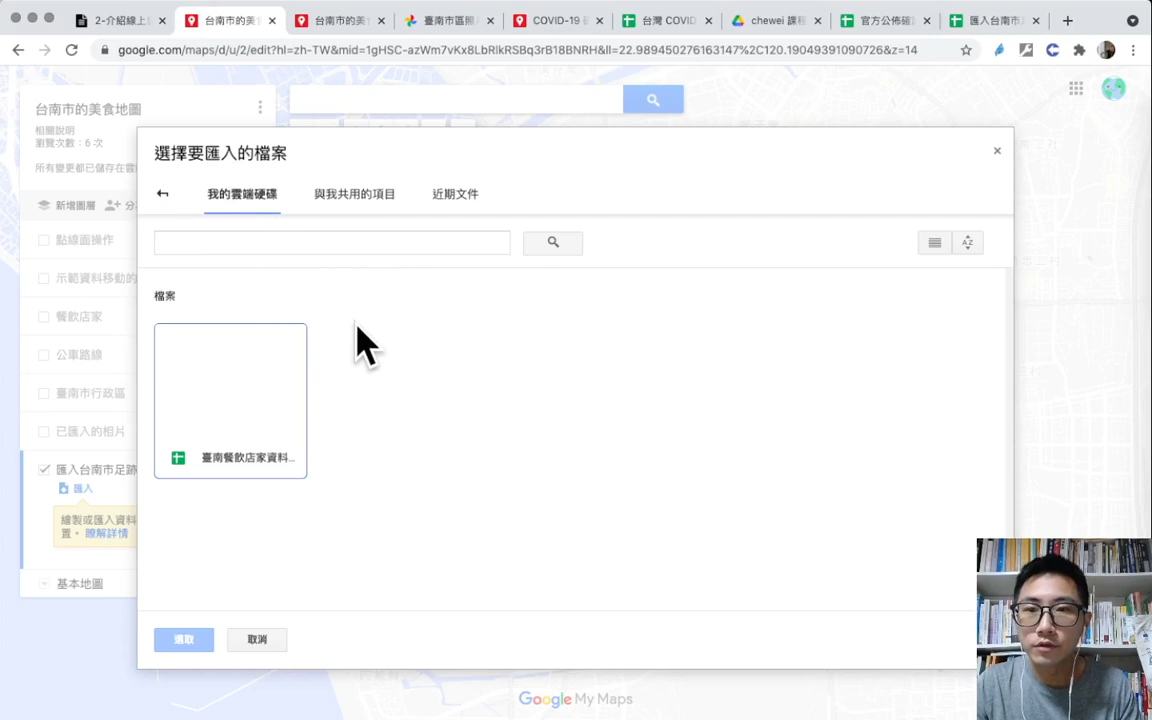 2-介紹線上
台南市的美食
台南市的美食
臺南市區照
COVID-19
台灣 COVID
chewei 課程
官方公佈確
匯入台南市
google.com/maps/d/u/2/edit?hl=zh-TW&mid=1gHSC-azWm7vKx8LbRlkRSBq3rB18BNRH&ll=22.989450276163147%2C120.19049391090726&z=14
台南市的美食地圖
相關說明
瀏覽次數：6 次
所有變更都已儲存在雲
新增圖層
分
點線面操作
示範資料移動的
餐飲店家
公車路線
臺南市行政區
已匯入的相片
匯入台南市足跡
匯入
繪製或匯入資料
置。 瞭解詳情
基本地圖
選擇要匯入的檔案
我的雲端硬碟
與我共用的項目
近期文件
檔案
臺南餐飲店家資料...
選取
取消
Google My Maps